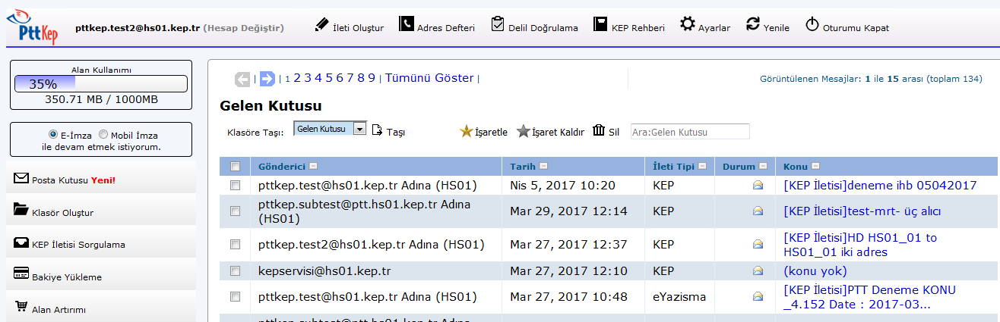 PttKep pttkep.test2@hs01.kep.tr (Hesap Değiştir) İleti Oluştur Adres Defteri Delil Doğrulama KEP Rehbıri Ayarlar Yenile Oturumu Kapat
Alan Kullanımı
35%
350.71 MB / 1000MB
E-İmza Mobil İmza
ile devam etmek istiyorum.
Posta Kutusu Yeni!
Klasör Oluştur
KEP İletisi Sorgulama
Bakiye Yükleme
Alan Artırımı
| | 1 2 3 4 5 6 7 8 9 | Tümünü Göster |
Görüntülenen Mesajlar: 1 ile 15 arası (toplam 134)
Gelen Kutusu
Klasöre Taşı: Gelen Kutusu Taşı İşaretle İşaret Kaldır Sil Ara:Gelen Kutusu
Gönderici Tarih İleti Tipi Durum Konu
pttkep.test@hs01.kep.tr Adına (HS01) Nis 5, 2017 10:20 KEP [KEP İletisi]deneme ihb 05042017
pttkep.subtest@ptt.hs01.kep.tr Adına
(HS01) Mar 29, 2017 12:14 KEP [KEP İletisi]test-mrt- üç alıcı
pttkep.test2@hs01.kep.tr Adına (HS01) Mar 27, 2017 12:37 KEP [KEP İletisi]HD HS01_01 to
HS01_01 iki adres
kepservisi@hs01.kep.tr Mar 27, 2017 12:10 KEP (konu yok)
pttkep.test@hs01.kep.tr Adına (HS01) Mar 27, 2017 10:48 eYazisma [KEP İletisi]PTT Deneme KONU
_4.152 Date : 2017-03...